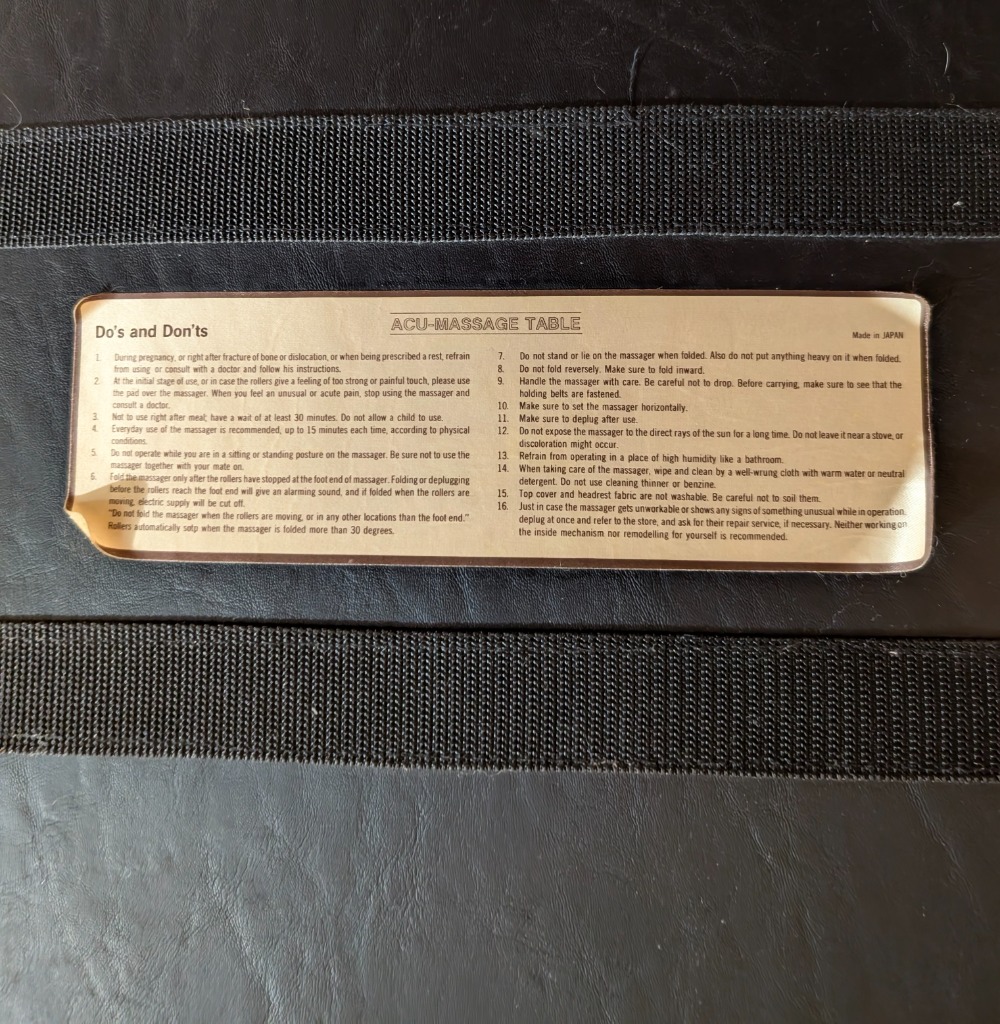 Do's and Don'ts
ACU-MASSAGE TABLE
Made in JAPAN
1. During pregnancy, or right after fracture of bone or dislocation, or when being prescribed a rest, refrain
from using or consult with a doctor and follow his instructions.
2. At the initial stage of use, or in case the rollers give a feeling of too strong or painful touch, please use
the pad over the massager. When you feel an unusual or acute pain, stop using the massager and
consult a doctor.
3. Not to use right after meal; have a wait of at least 30 minutes. Do not allow a child to use.
4. Everyday use of the massager is recommended, up to 15 minutes each time, according to physical
conditions.
5. Do not operate while you are in a sitting or standing posture on the massager. Be sure not to use the
massager together with your mate on.
6. Fold the massager only after the rollers have stopped at the foot end of massager. Folding or deplugging
before the rollers reach the foot end will give an alarming sound, and if folded when the rollers are
moving, electric supply will be cut off.
"Do not fold the massager when the rollers are moving, or in any other locations than the foot end."
Rollers automatically sotp when the massager is folded more than 30 degrees.
7. Do not stand or lie on the massager when folded. Also do not put anything heavy on it when folded.
8. Do not fold reversely. Make sure to fold inward.
9. Handle the massager with care. Be careful not to drop. Before carrying, make sure to see that the
holding belts are fastened.
10. Make sure to set the massager horizontally.
11. Make sure to deplug after use.
12. Do not expose the massager to the direct rays of the sun for a long time. Do not leave it near a stove, or
discoloration might occur.
13. Refrain from operating in a place of high humidity like a bathroom.
14. When taking care of the massager, wipe and clean by a well-wrung cloth with warm water or neutral
detergent. Do not use cleaning thinner or benzine.
15. Top cover and headrest fabric are not washable. Be careful not to soil them.
16. Just in case the massager gets unworkable or shows any signs of something unusual while in operation,
deplug at once and refer to the store, and ask for their repair service, if necessary. Neither working on
the inside mechanism nor remodelling for yourself is recommended.